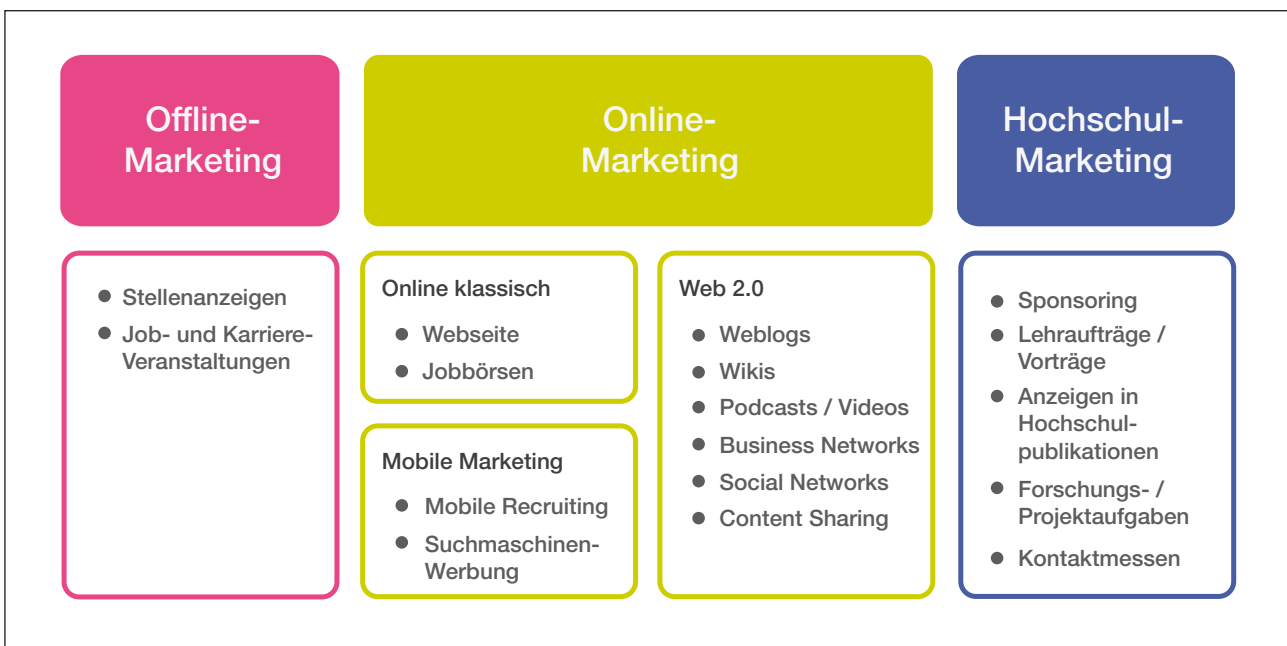 Offline-
Marketing
Online-
Marketing
Hochschul-
Marketing
Stellenanzeigen
Job- und Karriere-
Veranstaltungen
Online klassisch
Webseite
Jobbörsen
Mobile Marketing
Mobile Recruiting
Suchmaschinen-
Werbung
Web 2.0
Weblogs
Wikis
Podcasts / Videos
Business Networks
Social Networks
Content Sharing
Sponsoring
Lehraufträge /
Vorträge
Anzeigen in
Hochschul-
publikationen
Forschungs- /
Projektaufgaben
Kontaktmessen